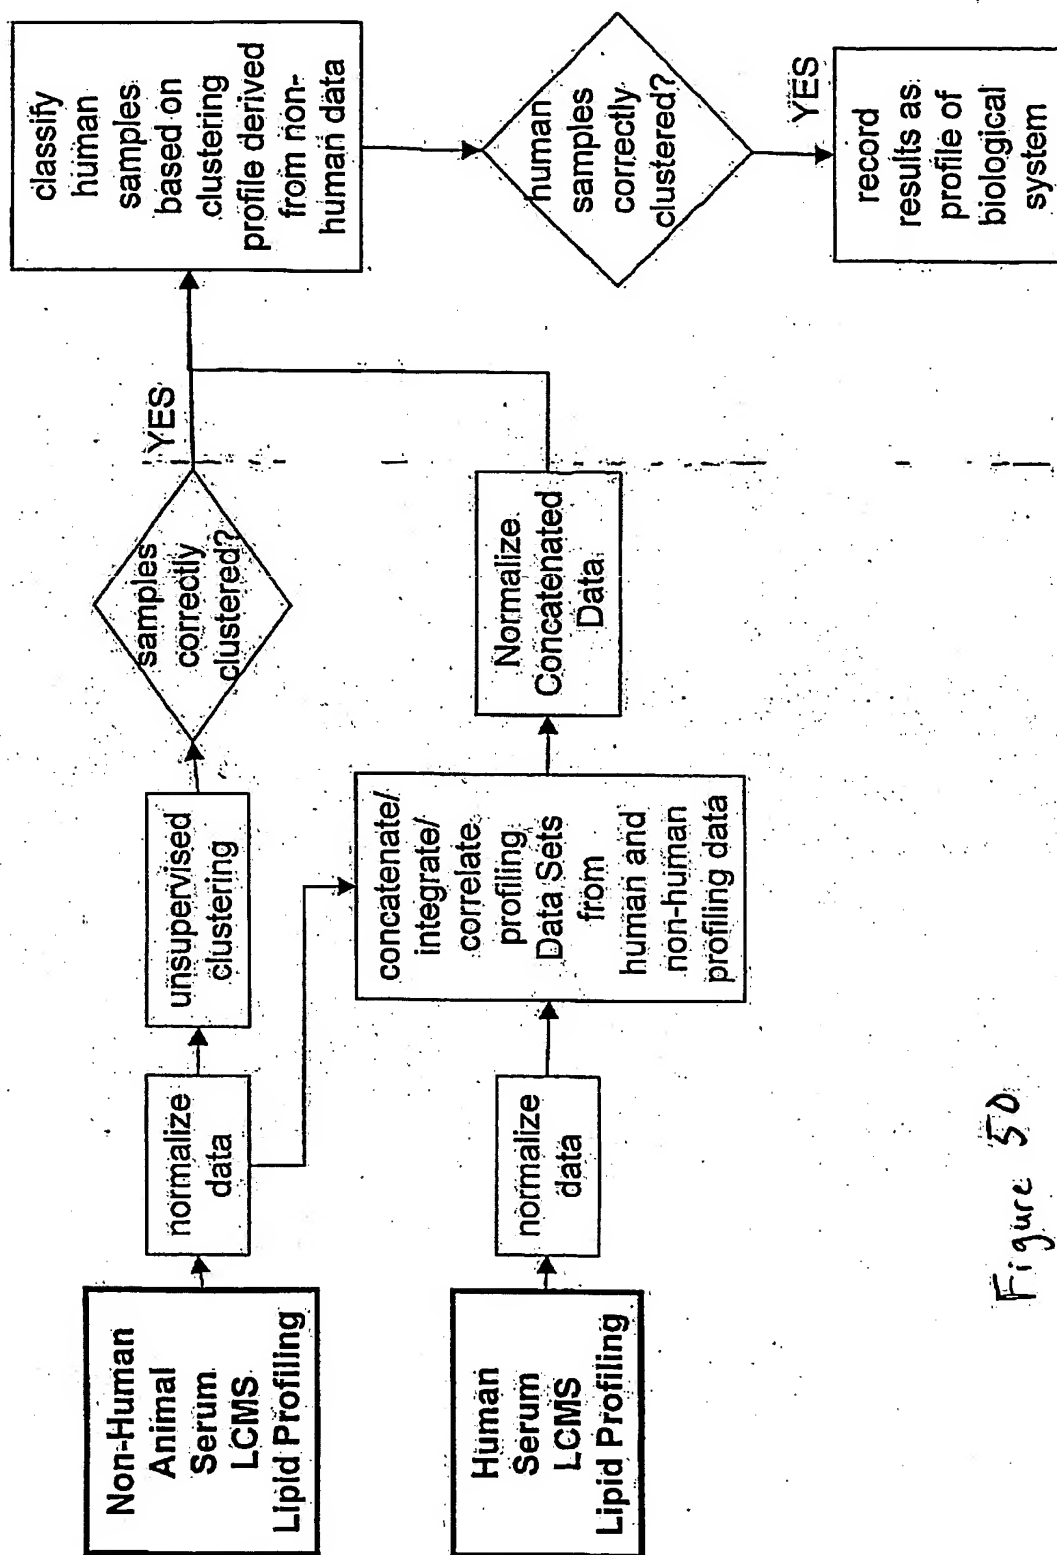 Non-Human
Animal
Serum
LCMS
Lipid Profiling
normalize
data
unsupervised
clustering
samples
correctly
clustered?
YES
classify
human
samples
based on
clustering
profile derived
from non-
human data
Human
Serum
LCMS
Lipid Profiling
normalize
data
concatenate/
integrate/
correlate
profiling
Data Sets
from
human and
non-human
profiling data
Normalize
Concatenated
Data
human
samples
correctly
clustered?
YES
record
results as
profile of
biological
system
Figure 50